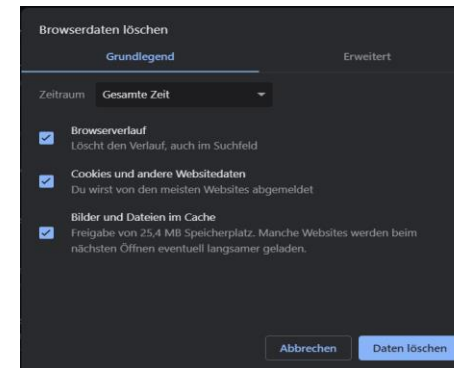 Browserdaten löschen
Grundlegend
Erweitert
Zeitraum Gesamte Zeit
Browserverlauf
Löscht den Verlauf, auch im Suchfeld
Cookies und andere Websitedaten
Du wirst von den meisten Websites abgemeldet
Bilder und Dateien im Cache
Freigabe von 25,4 MB Speicherplatz. Manche Websites werden beim
nächsten Öffnen eventuell langsamer geladen.
Abbrechen
Daten löschen